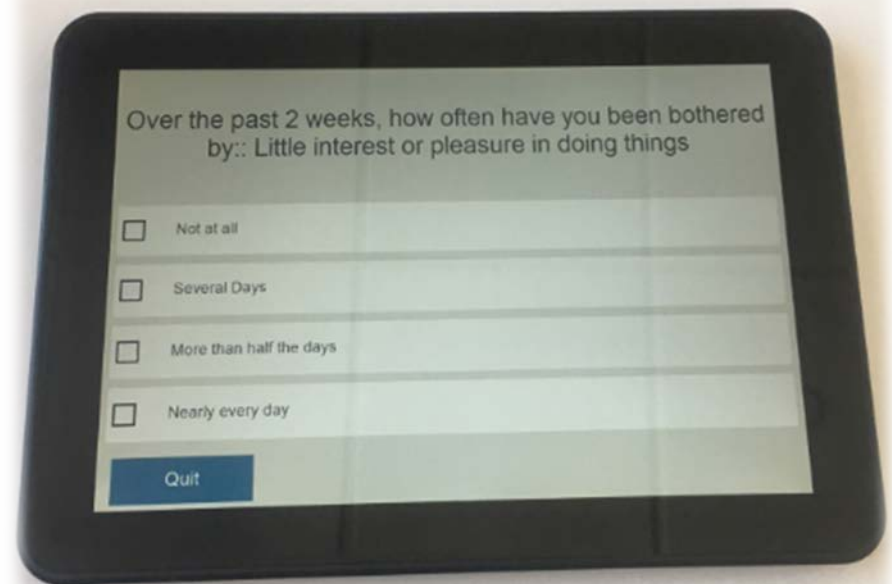 Over the past 2 weeks, how often have you been bothered
by:: Little interest or pleasure in doing things
Not at all
Several Days
More than half the days
Nearly every day
Quit